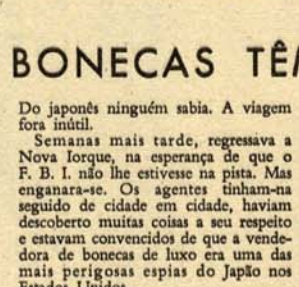 BONECAS TÊ
Do japonês ninguém sabia. A viagem
fora inútil.
Semanas mais tarde, regressava a
Nova Iorque, na esperança de que o
F. B. I. não lhe estivesse na pista. Mas
enganara-se. Os agentes tinham-na
seguido de cidade em cidade, haviam
descoberto muitas coisas a seu respeito
e estavam convencidos de que a vende-
dora de bonecas de luxo era uma das
mais perigosas espias do Japão nos
Estados Unidos